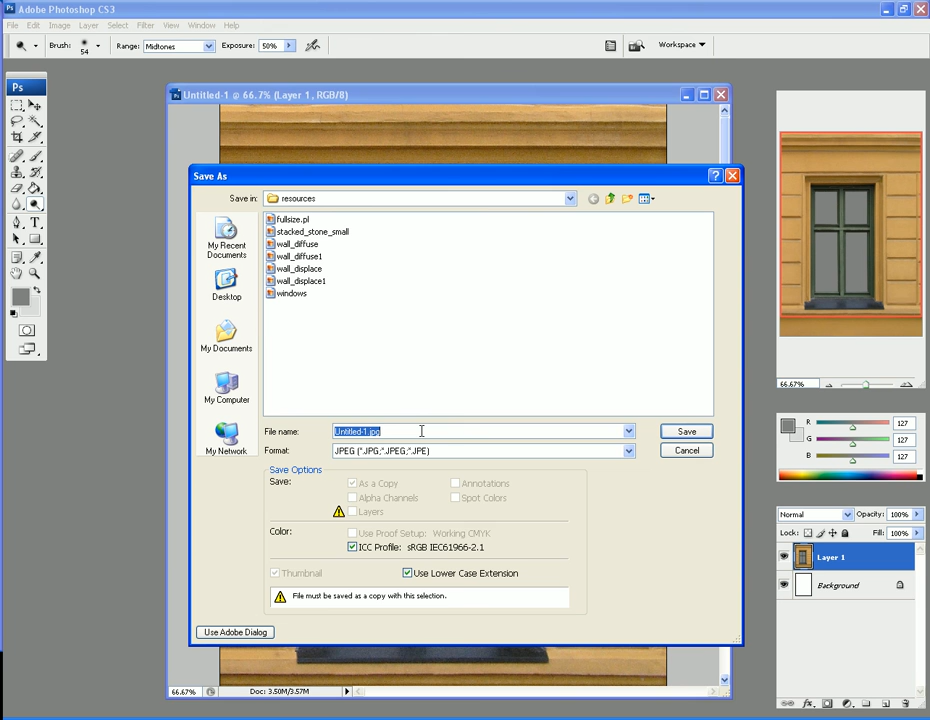 Adobe Photoshop CS3
File Edit Image Layer Select Filter View Window Help
Brush: 54 Range: Midtones Exposure: 50% Workspace
Ps
Untitled-1 @ 66.7% (Layer 1, RGB/8)
Save As
Save in: resources
My Recent Documents
Desktop
My Documents
My Computer
My Network
fullsize.pl
stacked_stone_small
wall_diffuse
wall_diffuse1
wall_displace
wall_displace1
windows
File name: Untitled-1.jpg Save
Format: JPEG (*.JPG;*.JPEG;*.JPE) Cancel
Save Options
Save: As a Copy Annotations
Alpha Channels Spot Colors
Layers
Color: Use Proof Setup: Working CMYK
ICC Profile: sRGB IEC61966-2.1
Thumbnail Use Lower Case Extension
File must be saved as a copy with this selection.
Use Adobe Dialog
66.67% Doc: 3.50M/3.57M
66.67%
R 127
G 127
B 127
Normal Opacity: 100%
Lock: Fill: 100%
Layer 1
Background